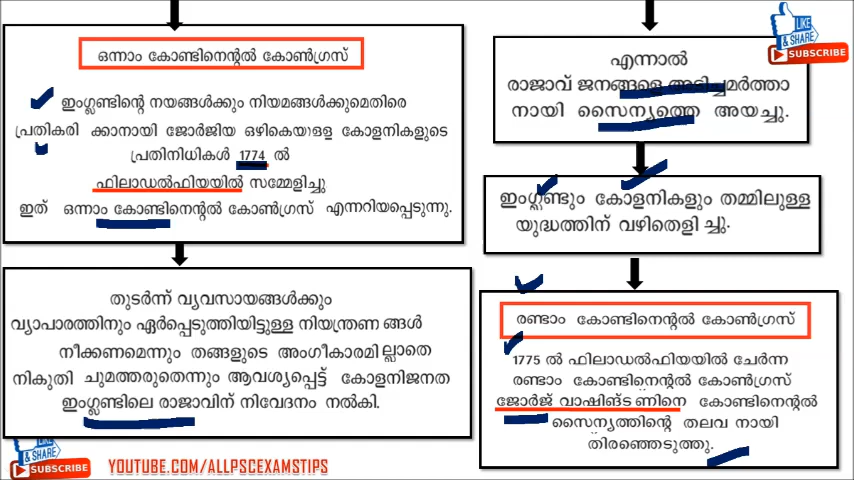 ഒന്നാം കോണ്ടിനെന്റൽ കോൺഗ്രസ്
ഇംഗ്ലണ്ടിന്റെ നയങ്ങൾക്കും നിയമങ്ങൾക്കുമെതിരെ
പ്രതികരി ക്കാനായി ജോർജിയ ഒഴികെയുള്ള കോളനികളുടെ
പ്രതിനിധികൾ 1774 ൽ
ഫിലാഡൽഫിയയിൽ സമ്മേളിച്ചു
ഇത് ഒന്നാം കോണ്ടിനെന്റൽ കോൺഗ്രസ് എന്നറിയപ്പെടുന്നു.
തുടർന്ന് വ്യവസായങ്ങൾക്കും
വ്യാപാരത്തിനും ഏർപ്പെടുത്തിയിട്ടുള്ള നിയന്ത്രണ ങ്ങൾ
നീക്കണമെന്നും തങ്ങളുടെ അംഗീകാരമി ല്ലാതെ
നികുതി ചുമത്തരുതെന്നും ആവശ്യപ്പെട്ട് കോളനിജനത
ഇംഗ്ലണ്ടിലെ രാജാവിന് നിവേദനം നൽകി.
LIKE
& SHARE
SUBSCRIBE
YOUTUBE.COM/ALLPSCEXAMSTIPS
LIKE
& SHARE
SUBSCRIBE
എന്നാൽ
രാജാവ് ജനങ്ങളെ അടിച്ചമർത്താ
നായി സൈന്യത്തെ അയച്ചു.
ഇംഗ്ലണ്ടും കോളനികളും തമ്മിലുള്ള
യുദ്ധത്തിന് വഴിതെളി ച്ചു.
രണ്ടാം കോണ്ടിനെന്റൽ കോൺഗ്രസ്
1775 ൽ ഫിലാഡൽഫിയയിൽ ചേർന്ന
രണ്ടാം കോണ്ടിനെന്റൽ കോൺഗ്രസ്
ജോർജ് വാഷിങ്ട ണിനെ കോണ്ടിനെന്റൽ
സൈന്യത്തിന്റെ തലവ നായി
തിരഞ്ഞെടുത്തു.